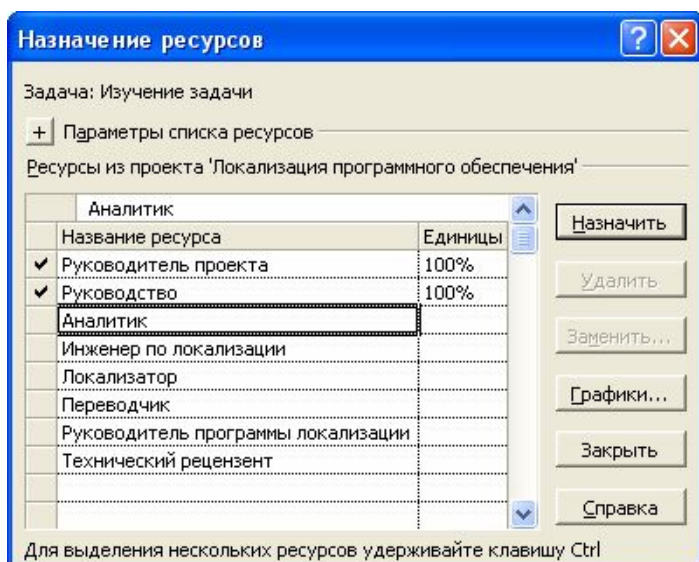 Назначение ресурсов
Задача: Изучение задачи
+ Параметры списка ресурсов
Ресурсы из проекта 'Локализация программного обеспечения'
Аналитик
Название ресурса Единицы
Руководитель проекта 100%
Руководство 100%
Аналитик
Инженер по локализации
Локализатор
Переводчик
Руководитель программы локализации
Технический рецензент
Назначить
Удалить
Заменить...
Графики...
Закрыть
Справка
Для выделения нескольких ресурсов удерживайте клавишу Ctrl